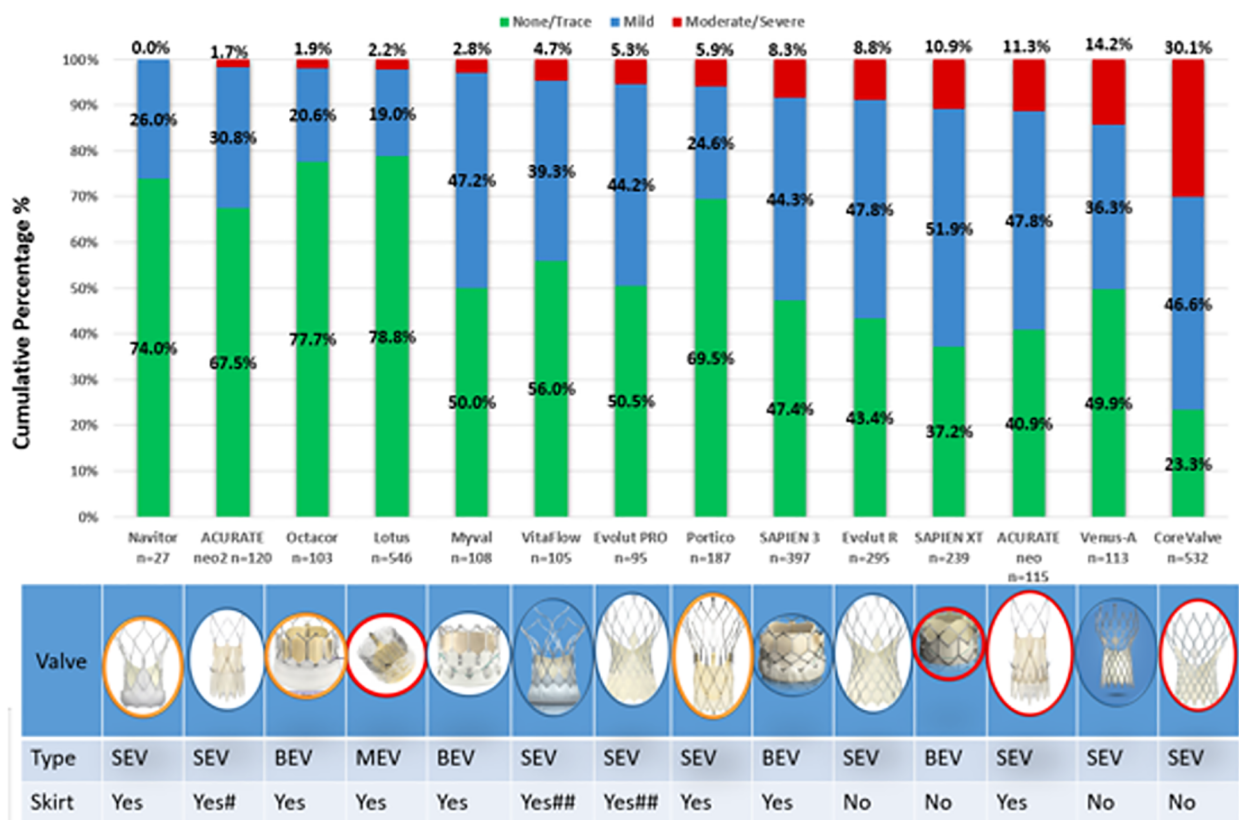 None/Trace Mild Moderate/Severe
0.0% 1.7% 1.9% 2.2% 2.8% 4.7% 5.3% 5.9% 8.3% 8.8% 10.9% 11.3% 14.2% 30.1%
Cumulative Percentage %
100%
90%
80%
70%
60%
50%
40%
30%
20%
10%
0%
26.0% 30.8% 20.6% 19.0% 47.2% 39.3% 44.2% 24.6% 44.3% 47.8% 51.9% 47.8% 36.3% 46.6%
74.0% 67.5% 77.7% 78.8% 50.0% 56.0% 50.5% 69.5% 47.4% 43.4% 37.2% 40.9% 49.9% 23.3%
Navitor ACURATE Octacor Lotus Myval VitaFlow Evolut PRO Portico SAPIEN 3 Evolut R SAPIEN XT ACURATE Venus-A CoreValve
n=27 neo2 n=120 n=103 n=546 n=108 n=105 n=95 n=187 n=397 n=295 n=239 neo n=113 n=532
n=115
Valve
Type SEV SEV BEV MEV BEV SEV SEV SEV BEV SEV BEV SEV SEV SEV
Skirt Yes Yes# Yes Yes Yes Yes## Yes## Yes Yes No No Yes No No